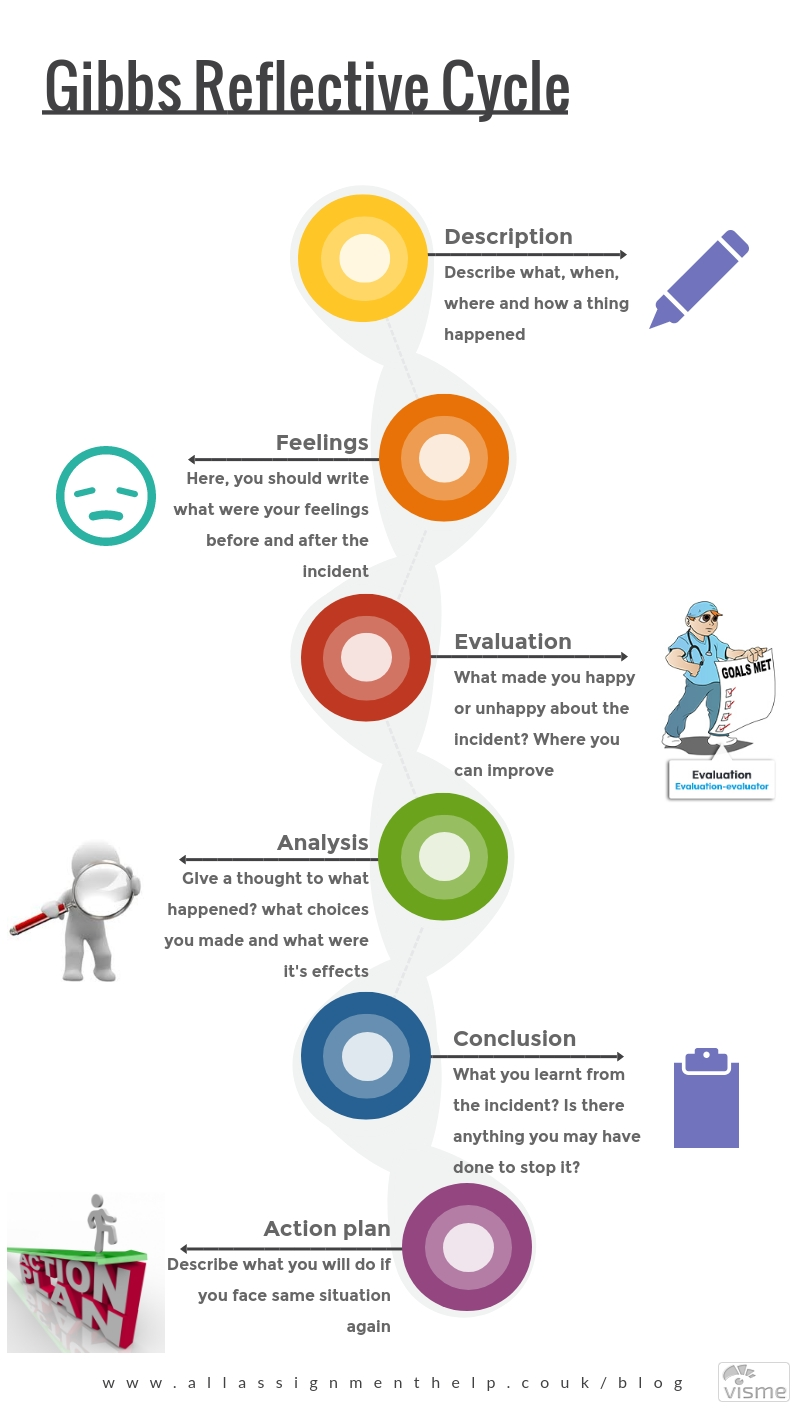 Gibbs Reflective Cycle
Description
Describe what, when,
where and how a thing
happened
Feelings
Here, you should write
what were your feelings
before and after the
incident
Evaluation
What made you happy
or unhappy about the
incident? Where you
can improve
GOALS MET
Evaluation
Evaluation-evaluator
Analysis
Give a thought to what
happened? what choices
you made and what were
it's effects
Conclusion
What you learnt from
the incident? Is there
anything you may have
done to stop it?
Action plan
Describe what you will do if
you face same situation
again
ACTION
PLAN
www.allassignmenthelp.couk/blog
visme